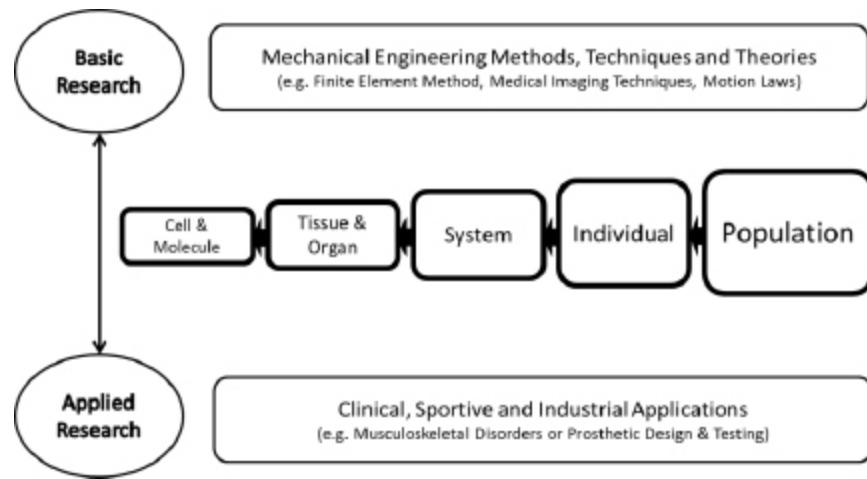 Basic
Research
Mechanical Engineering Methods, Techniques and Theories
(e.g. Finite Element Method, Medical Imaging Techniques, Motion Laws)
Cell &
Molecule
Tissue &
Organ
System
Individual
Population
Applied
Research
Clinical, Sportive and Industrial Applications
(e.g. Musculoskeletal Disorders or Prosthetic Design & Testing)